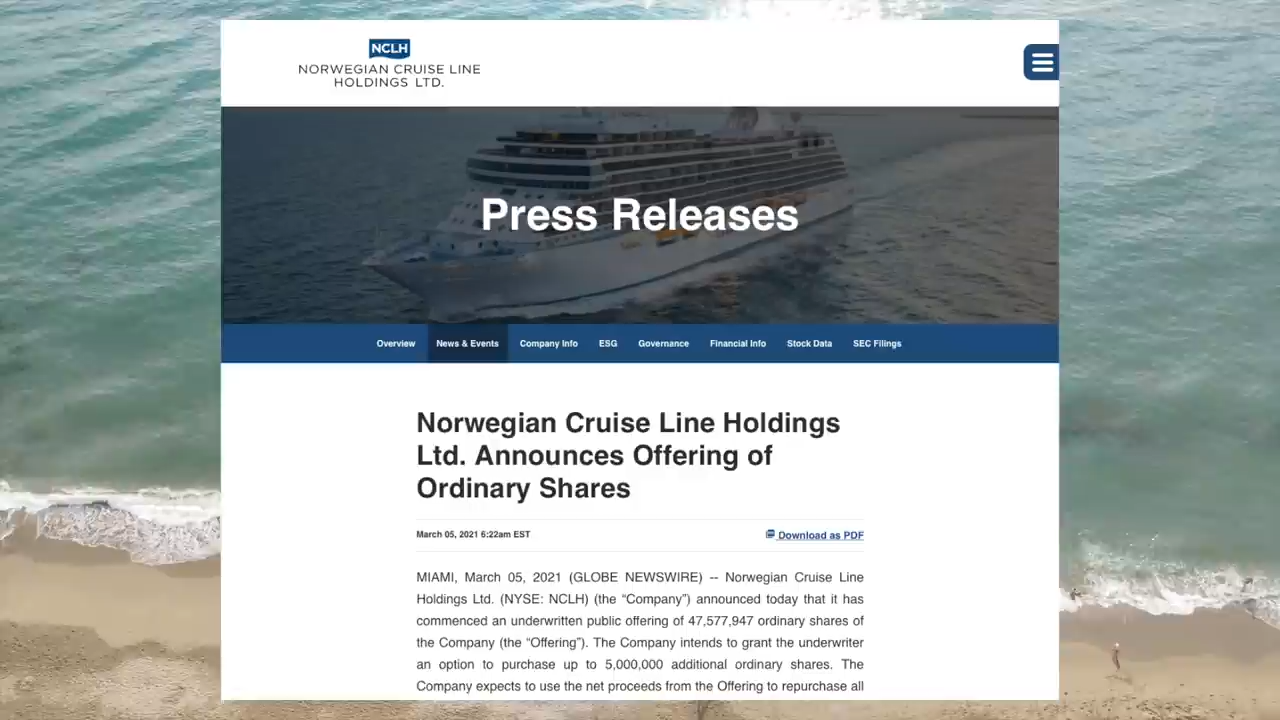 NCLH
NORWEGIAN CRUISE LINE
HOLDINGS LTD.
Press Releases
Overview News & Events Company Info ESG Governance Financial Info Stock Data SEC Filings
Norwegian Cruise Line Holdings
Ltd. Announces Offering of
Ordinary Shares
March 05, 2021 6:22am EST Download as PDF
MIAMI, March 05, 2021 (GLOBE NEWSWIRE) -- Norwegian Cruise Line
Holdings Ltd. (NYSE: NCLH) (the “Company”) announced today that it has
commenced an underwritten public offering of 47,577,947 ordinary shares of
the Company (the “Offering”). The Company intends to grant the underwriter
an option to purchase up to 5,000,000 additional ordinary shares. The
Company expects to use the net proceeds from the Offering to repurchase all